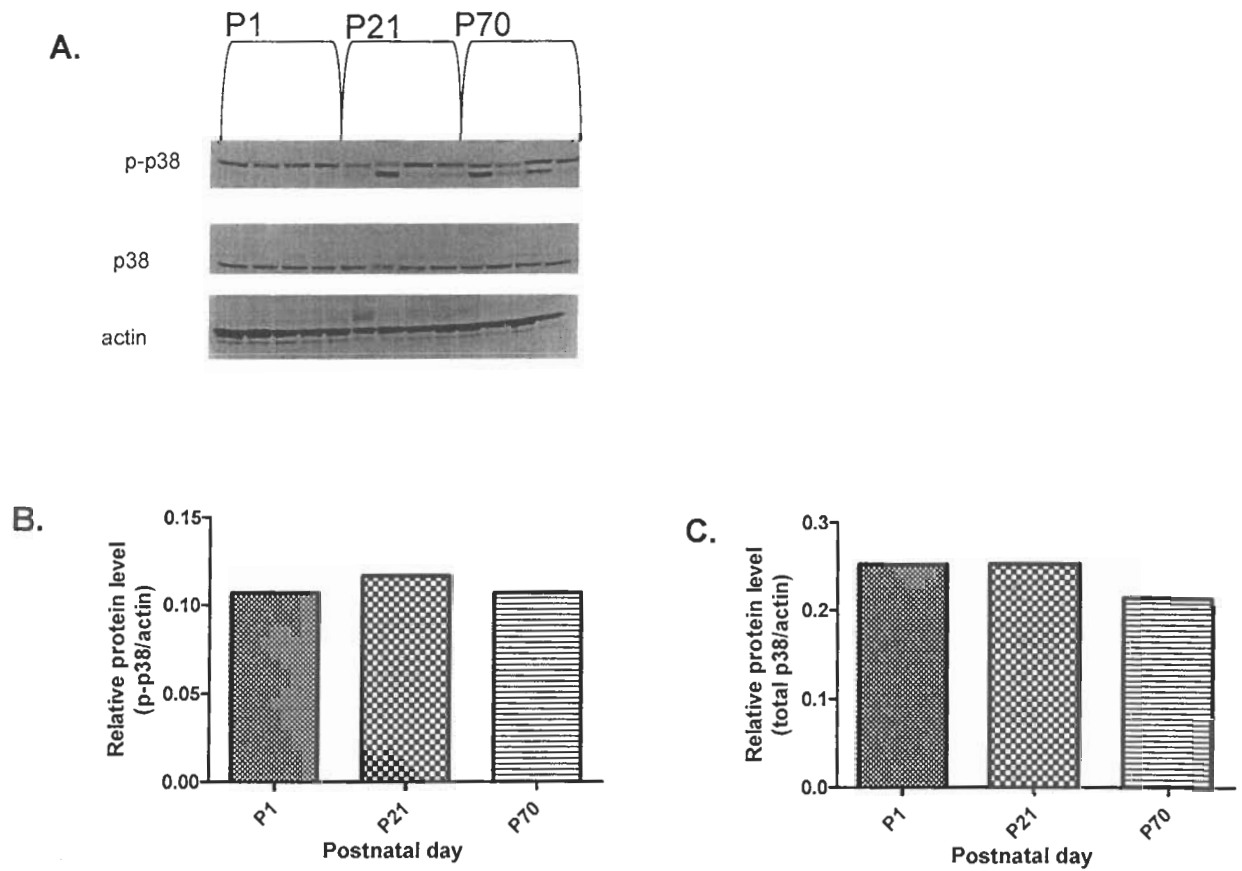 A.
P1 P21 P70
p-p38
p38
actin
B.
Relative protein level
(p-p38/actin)
0.15
0.10
0.05
0.00
P1 P21 P70
Postnatal day
C.
Relative protein level
(total p38/actin)
0.3
0.2
0.1
0.0
P1 P21 P70
Postnatal day